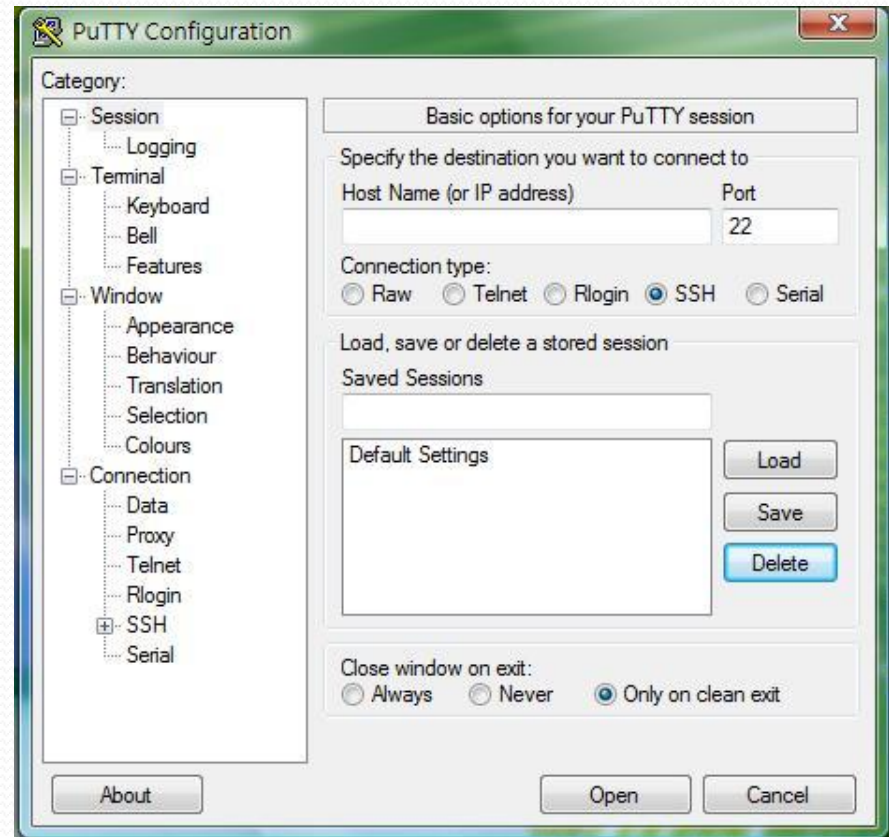 PuTTY Configuration
X
Category:
Session
Logging
Terminal
Keyboard
Bell
Features
Window
Appearance
Behaviour
Translation
Selection
Colours
Connection
Data
Proxy
Telnet
Rlogin
SSH
Serial
Basic options for your PuTTY session
Specify the destination you want to connect to
Host Name (or IP address) Port
22
Connection type:
Raw Telnet Rlogin SSH Serial
Load, save or delete a stored session
Saved Sessions
Default Settings
Load
Save
Delete
Close window on exit:
Always Never Only on clean exit
About Open Cancel